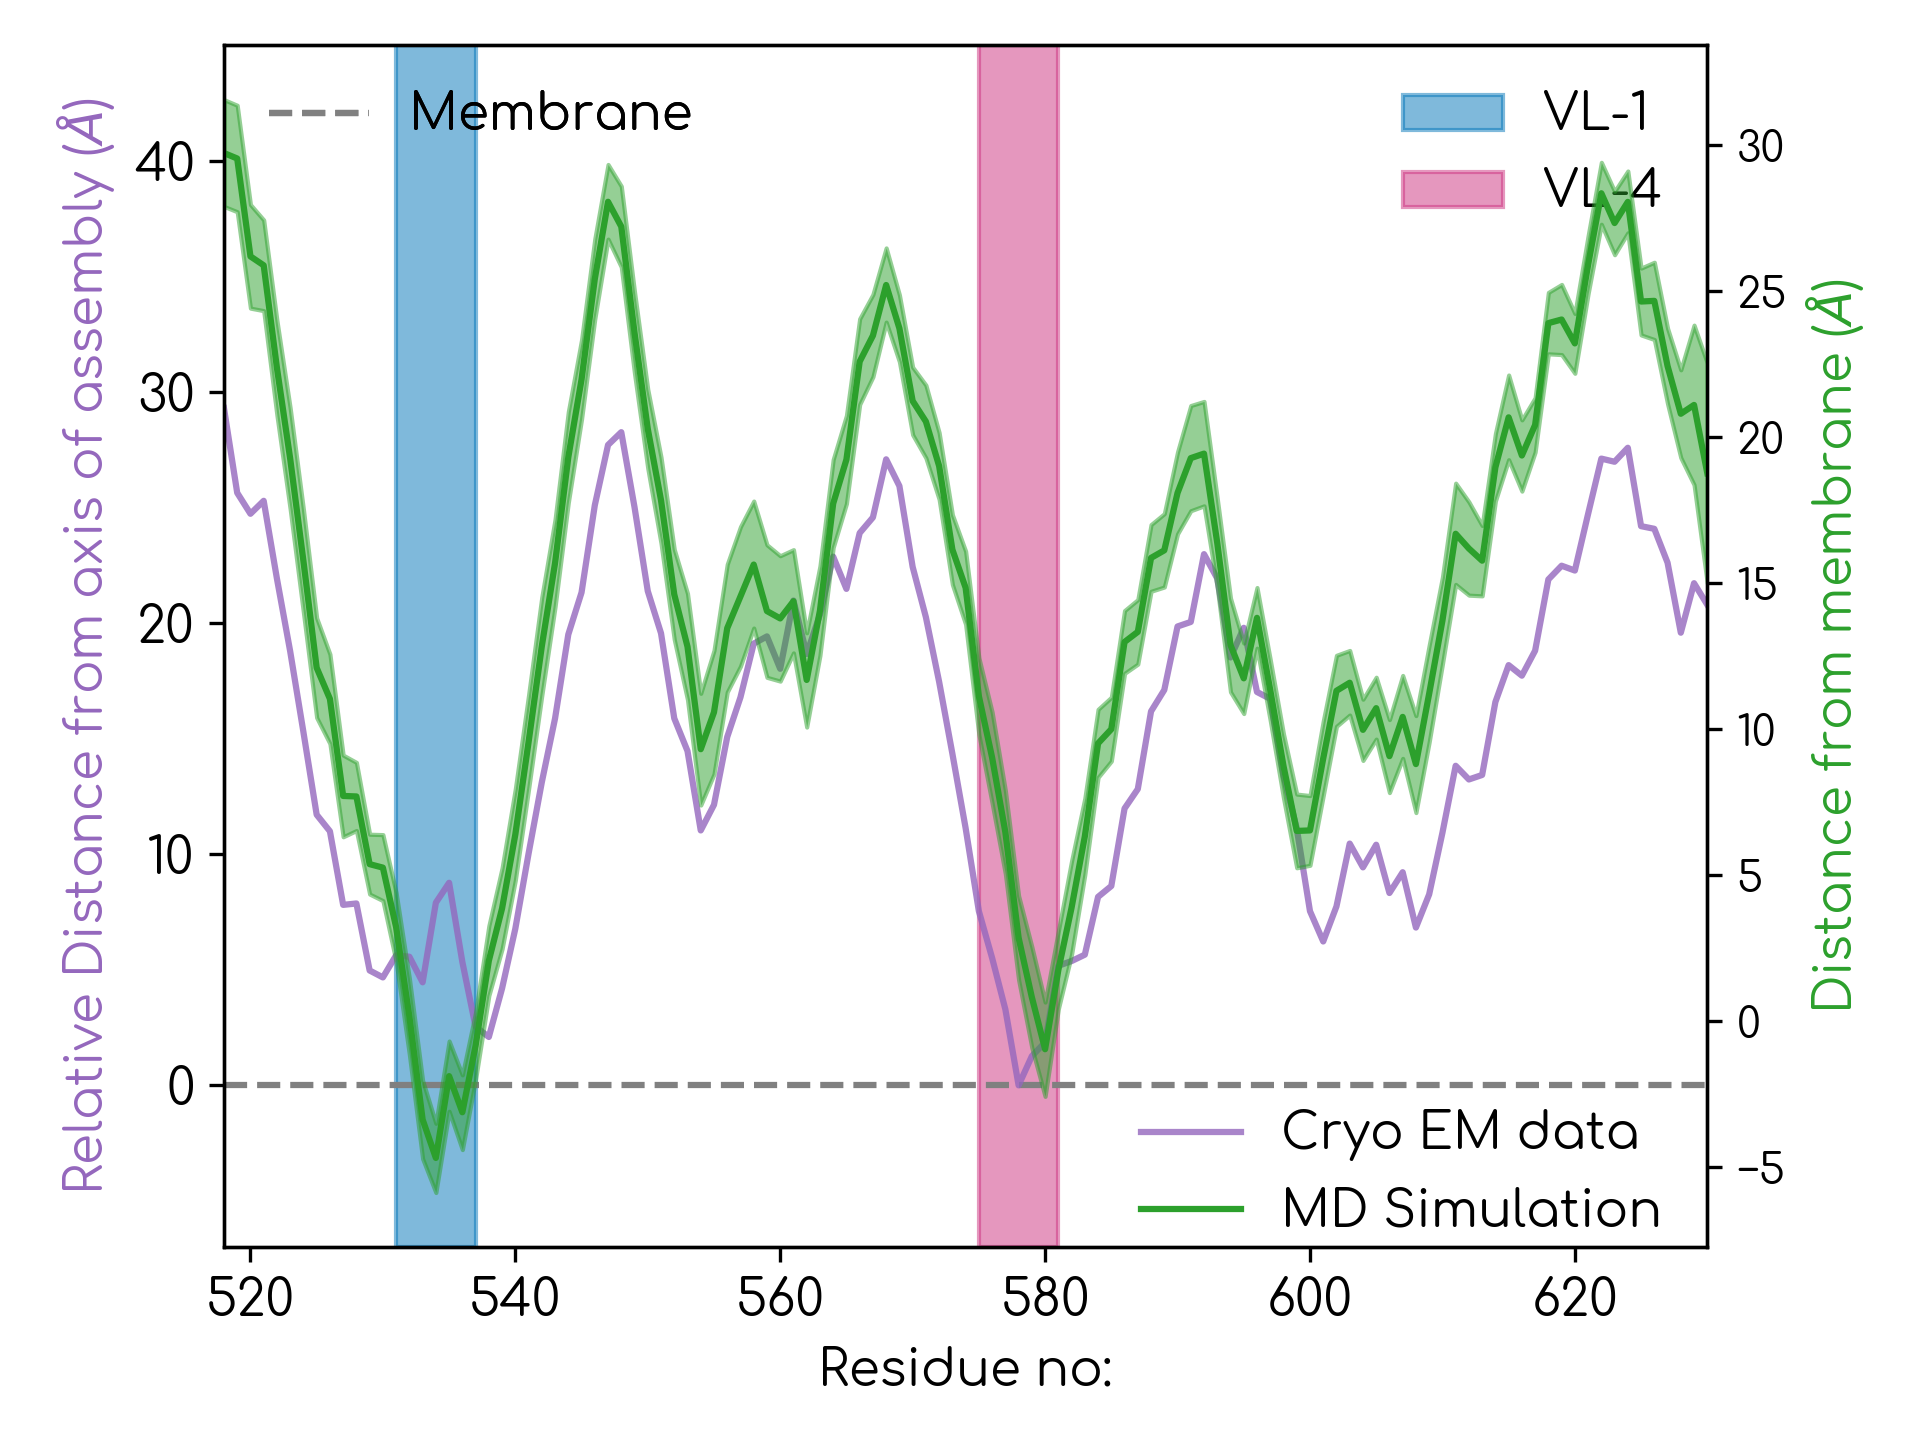 Relative Distance from axis of assembly (Å)
40
30
20
10
0
Membrane
VL-1
VL-4
Cryo EM data
MD Simulation
30
25
20
15
10
5
0
−5
Distance from membrane (Å)
520
540
560
580
600
620
Residue no: